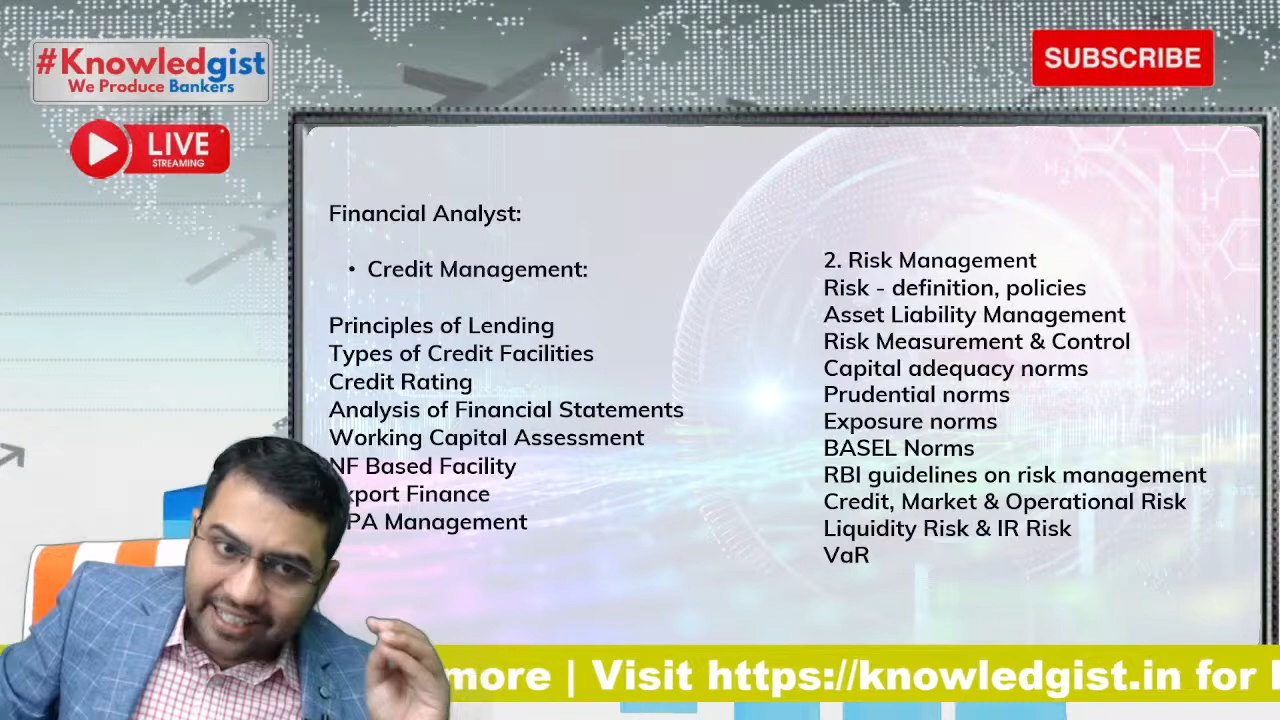 #Knowledgist
We Produce Bankers
SUBSCRIBE
LIVE
STREAMING
Financial Analyst:
• Credit Management:
Principles of Lending
Types of Credit Facilities
Credit Rating
Analysis of Financial Statements
Working Capital Assessment
NF Based Facility
xport Finance
PA Management
2. Risk Management
Risk - definition, policies
Asset Liability Management
Risk Measurement & Control
Capital adequacy norms
Prudential norms
Exposure norms
BASEL Norms
RBI guidelines on risk management
Credit, Market & Operational Risk
Liquidity Risk & IR Risk
VaR
more | Visit https://knowledgist.in for